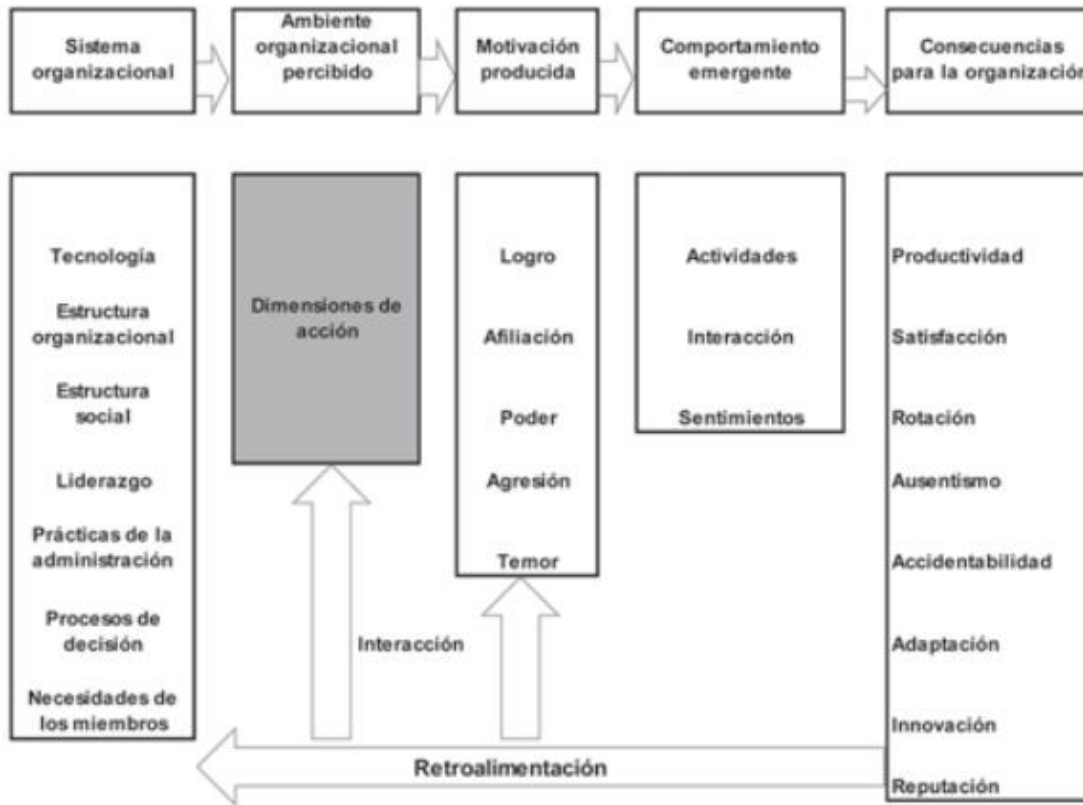 Sistema
organizacional
Ambiente
organizacional
percibido
Motivación
producida
Comportamiento
emergente
Consecuencias
para la organización
Tecnología
Estructura
organizacional
Estructura
social
Liderazgo
Prácticas de la
administración
Procesos de
decisión
Necesidades de
los miembros
Dimensiones de
acción
Logro
Afiliación
Poder
Agresión
Temor
Actividades
Interacción
Sentimientos
Productividad
Satisfacción
Rotación
Ausentismo
Accidentabilidad
Adaptación
Innovación
Reputación
Interacción
Retroalimentación